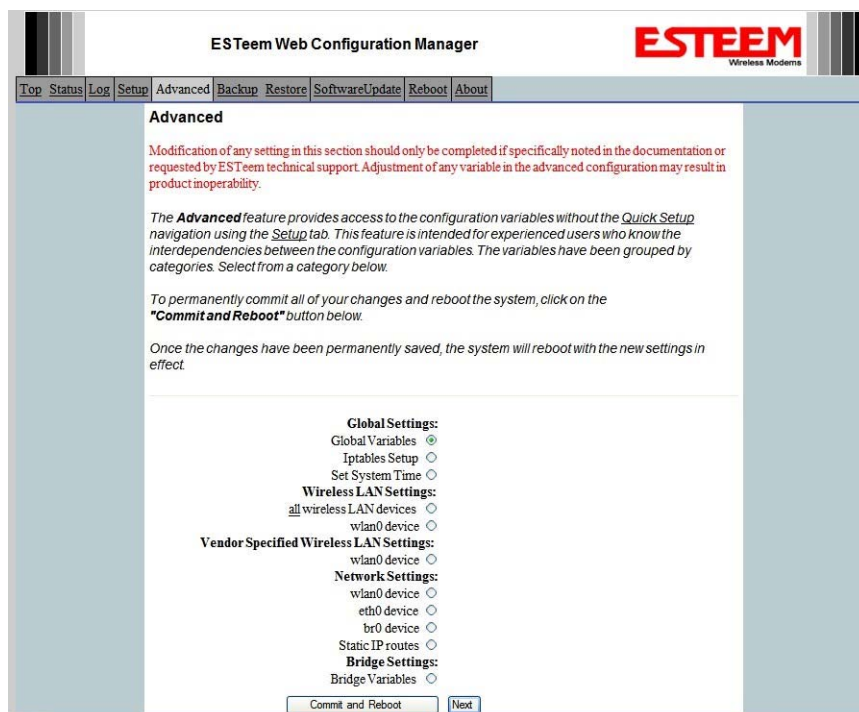 ESTeem Web Configuration Manager
ESTEEM
Wireless Modems
Top Status Log Setup Advanced Backup Restore SoftwareUpdate Reboot About
Advanced
Modification of any setting in this section should only be completed if specifically noted in the documentation or
requested by ESTeem technical support. Adjustment of any variable in the advanced configuration may result in
product inoperability.
The Advanced feature provides access to the configuration variables without the Quick Setup
navigation using the Setup tab. This feature is intended for experienced users who know the
interdependencies between the configuration variables. The variables have been grouped by
categories. Select from a category below.
To permanently commit all of your changes and reboot the system, click on the
"Commit and Reboot" button below.
Once the changes have been permanently saved, the system will reboot with the new settings in
effect.
Global Settings:
Global Variables
Iptables Setup
Set System Time
Wireless LAN Settings:
all wireless LAN devices
wlan0 device
Vendor Specified Wireless LAN Settings:
wlan0 device
Network Settings:
wlan0 device
eth0 device
br0 device
Static IP routes
Bridge Settings:
Bridge Variables
Commit and Reboot Next